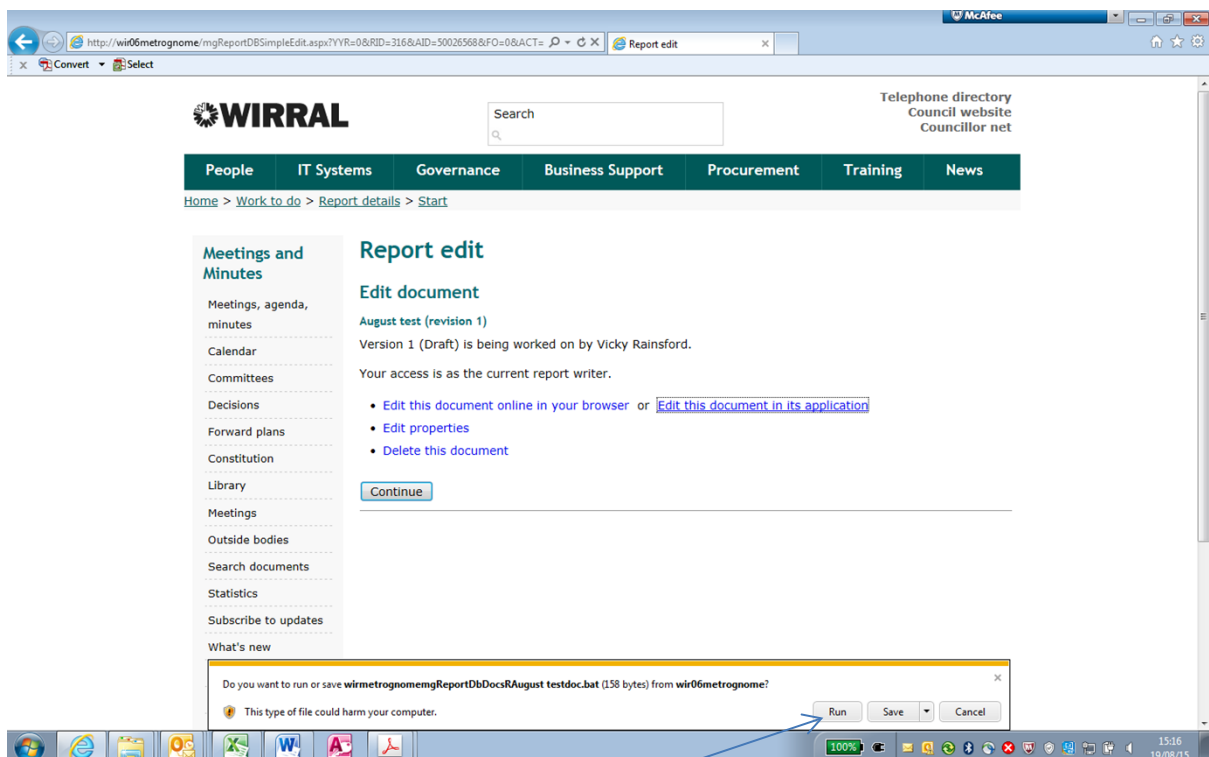 McAfee
http://wir06metrognome/mgReportDBSimpleEdit.aspx?YYR=0&RID=316&AID=50026568&FO=0&ACT=
Report edit
x Convert Select
WIRRAL
Search
Telephone directory
Council website
Councillor net
People IT Systems Governance Business Support Procurement Training News
Home > Work to do > Report details > Start
Meetings and
Minutes
Meetings, agenda,
minutes
Calendar
Committees
Decisions
Forward plans
Constitution
Library
Meetings
Outside bodies
Search documents
Statistics
Subscribe to updates
What's new
Report edit
Edit document
August test (revision 1)
Version 1 (Draft) is being worked on by Vicky Rainsford.
Your access is as the current report writer.
• Edit this document online in your browser or Edit this document in its application
• Edit properties
• Delete this document
Continue
Do you want to run or save wirmetrognomemgReportDbDocsRAugust testdoc.bat (158 bytes) from wir06metrognome?
This type of file could harm your computer.
Run Save Cancel
100%
15:16
19/08/15